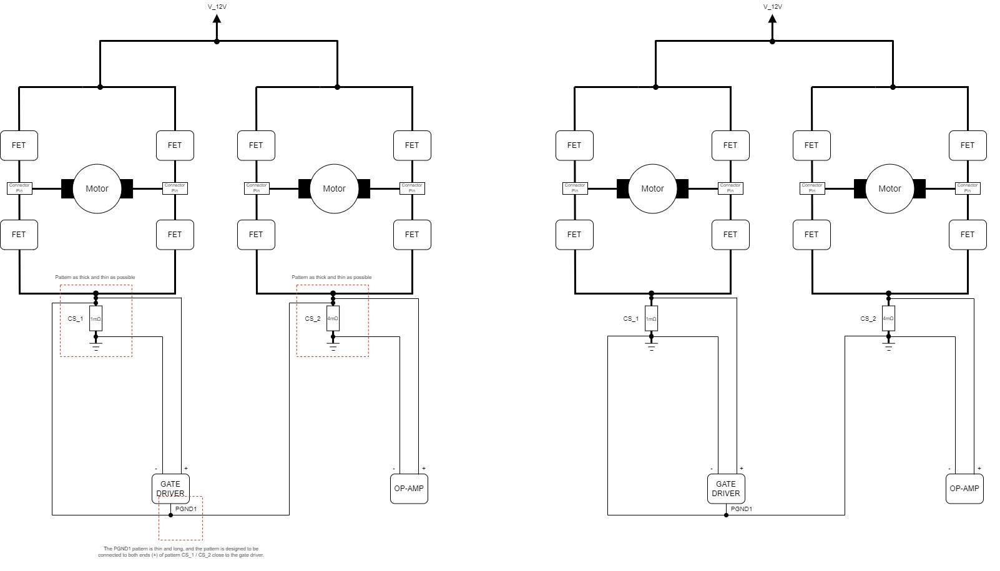 V_12V
V_12V
FET
FET
FET
FET
FET
FET
FET
FET
Connector
Pin
Motor
Connector
Pin
Connector
Pin
Motor
Connector
Pin
Connector
Pin
Motor
Connector
Pin
Connector
Pin
Motor
Connector
Pin
FET
FET
FET
FET
FET
FET
FET
FET
Pattern as thick and thin as possible
Pattern as thick and thin as possible
CS_1
1mΩ
CS_2
4mΩ
CS_1
1mΩ
CS_2
4mΩ
-
+
-
+
-
+
-
+
GATE
DRIVER
OP-AMP
GATE
DRIVER
OP-AMP
PGND1
PGND1
The PGND1 pattern is thin and long, and the pattern is designed to be
connected to both ends (+) of pattern CS_1 / CS_2 close to the gate driver.